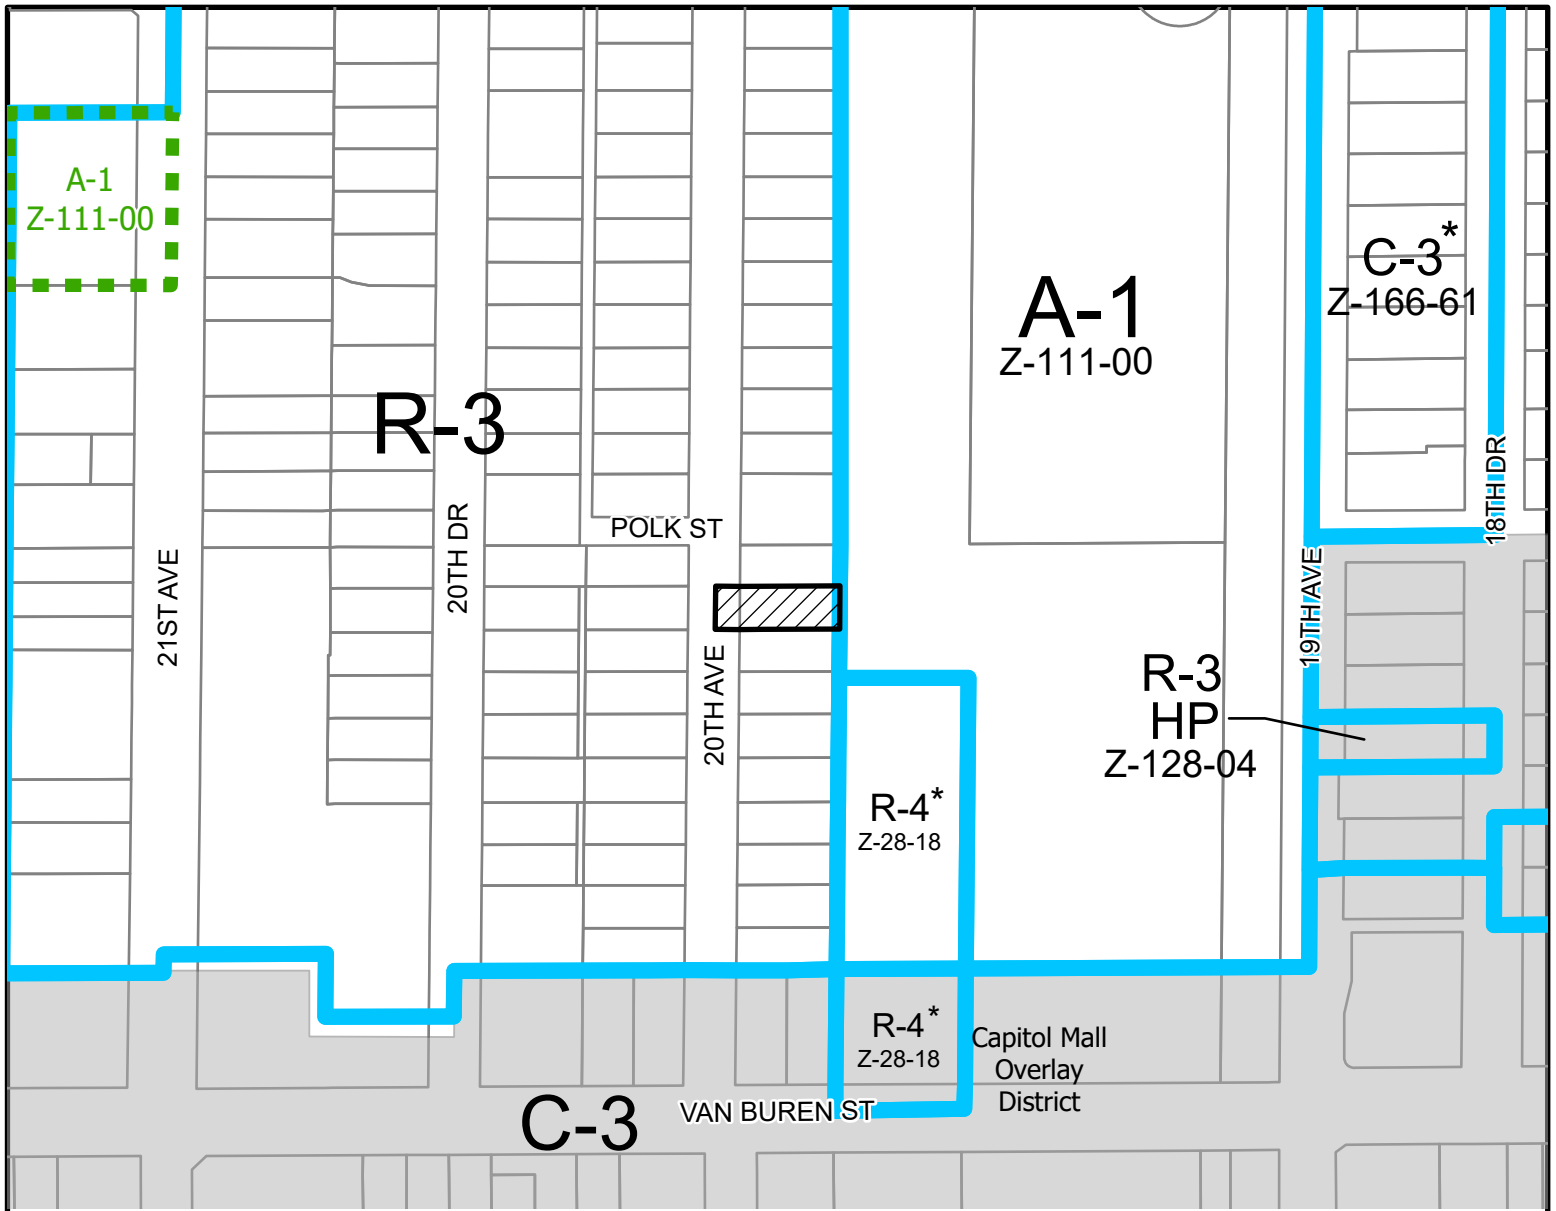 A-1
Z-111-00
C-3*
Z-166-61
A-1
Z-111-00
R-3
18TH DR
POLK ST
20TH DR
21ST AVE
19TH AVE
20TH AVE
R-3
HP
Z-128-04
R-4*
Z-28-18
R-4*
Z-28-18
Capitol Mall
Overlay
District
C-3
VAN BUREN ST